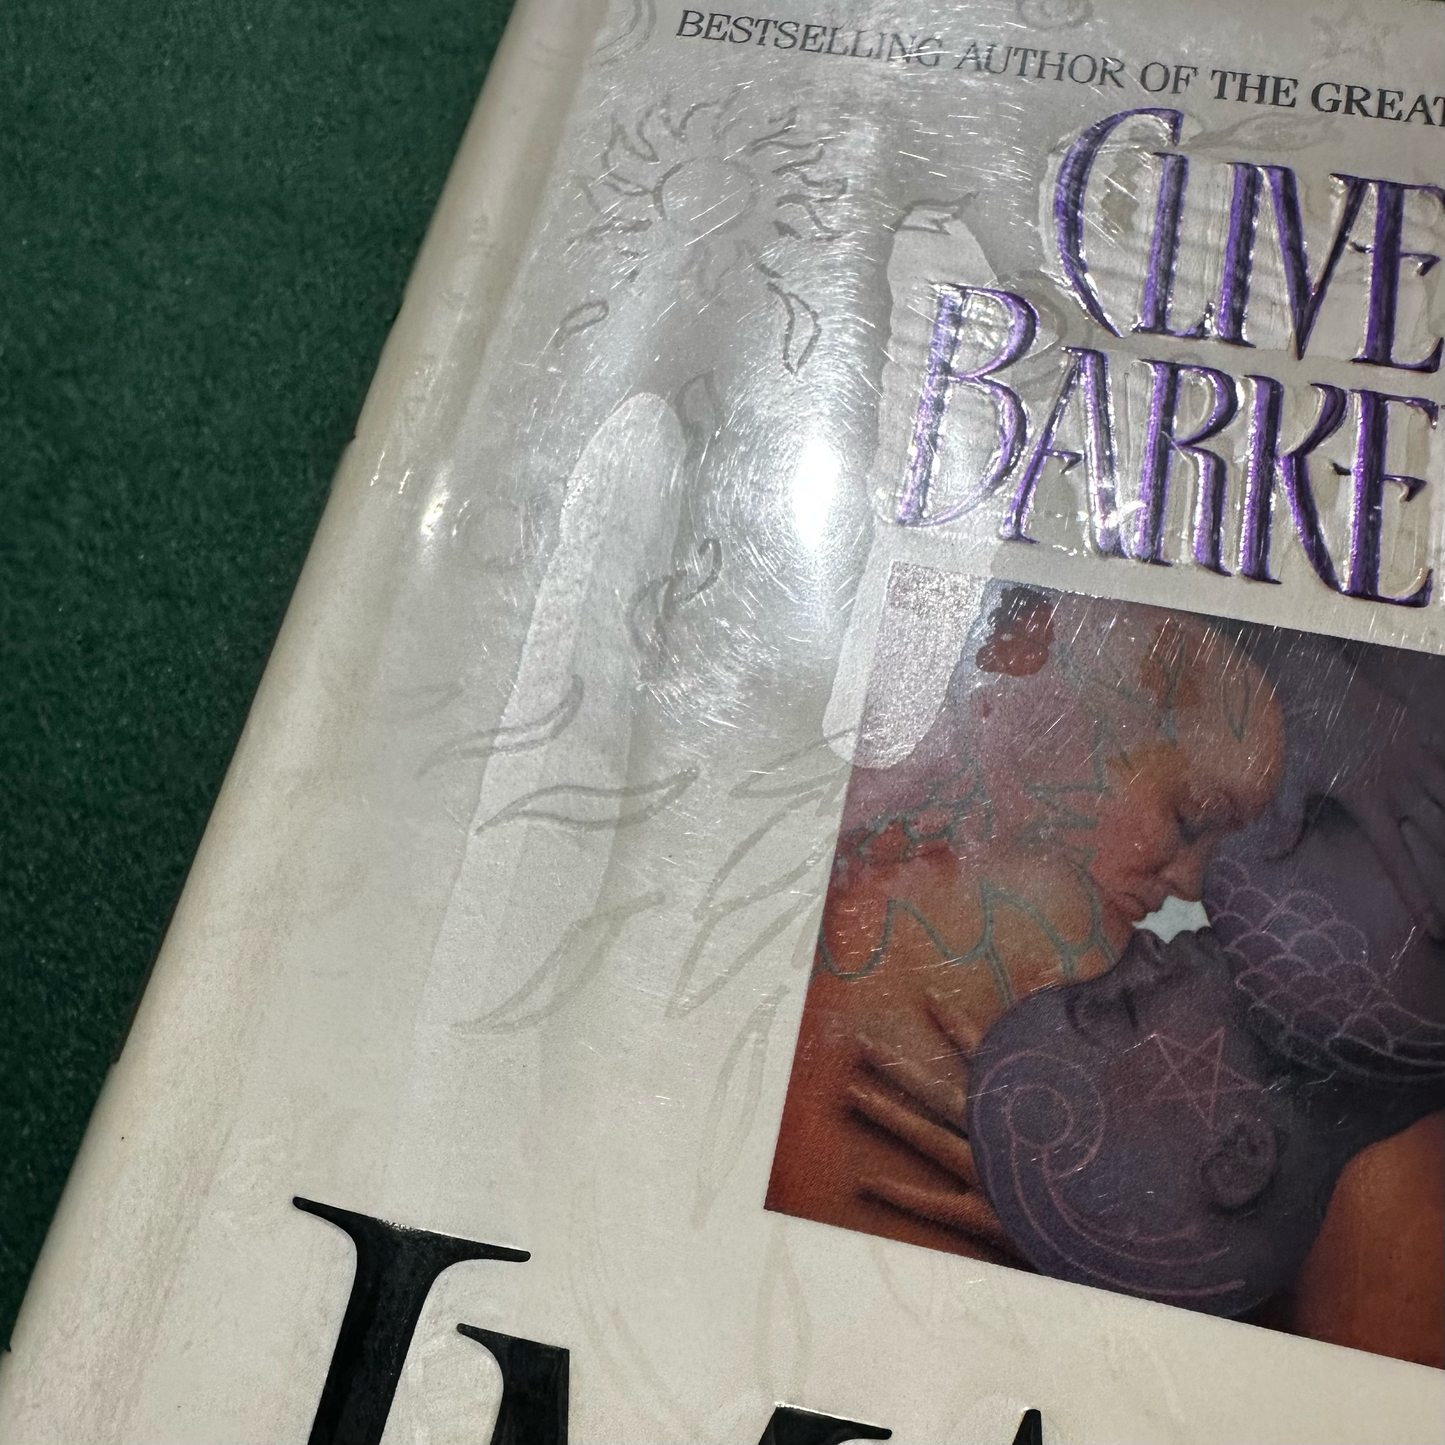 BESTSELLING AUTHOR OF THE GREAT
CLIVE
BARKE